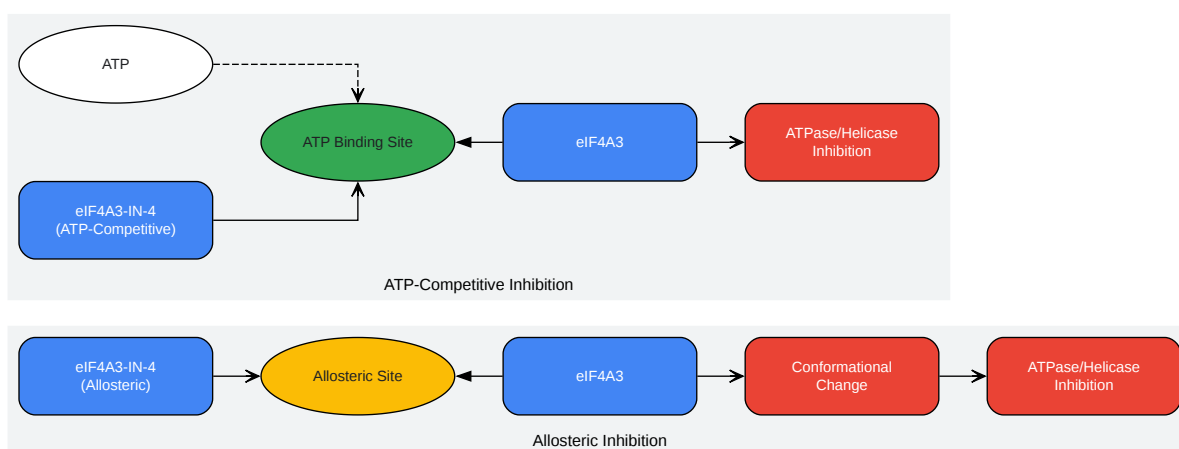 ATP
ATP Binding Site
eIF4A3
ATPase/Helicase
Inhibition
eIF4A3-IN-4
(ATP-Competitive)
ATP-Competitive Inhibition
eIF4A3-IN-4
(Allosteric)
Allosteric Site
eIF4A3
Conformational
Change
ATPase/Helicase
Inhibition
Allosteric Inhibition